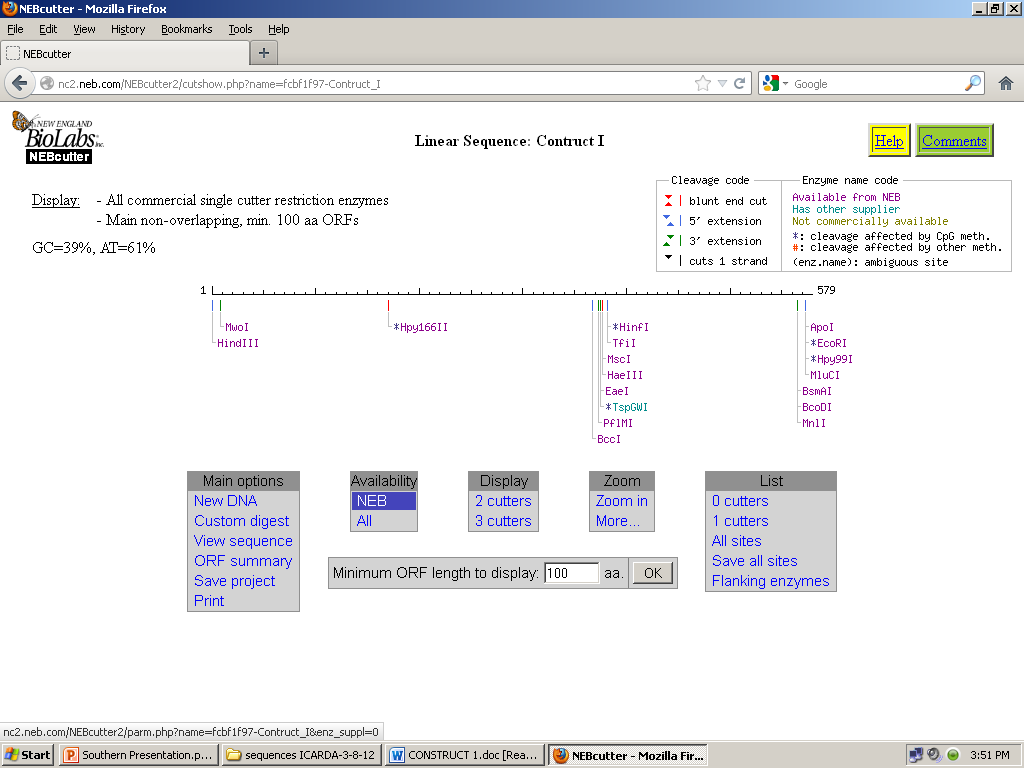 NEBcutter - Mozilla Firefox
File Edit View History Bookmarks Tools Help
NEBcutter
nc2.neb.com/NEBcutter2/cutshow.php?name=fcbf1f97-Contruct_I
Google
NEW ENGLAND
BioLabs Inc.
NEBcutter
Linear Sequence: Contruct I
Help
Comments
Display: - All commercial single cutter restriction enzymes
- Main non-overlapping, min. 100 aa ORFs
GC=39%, AT=61%
Cleavage code
blunt end cut
5' extension
3' extension
cuts 1 strand
Enzyme name code
Available from NEB
Has other supplier
Not commercially available
*: cleavage affected by CpG meth.
#: cleavage affected by other meth.
(enz.name): ambiguous site
1 579
MwoI *Hpy166II *HinfI ApoI
HindIII TfiI *EcoRI
MscI *Hpy99I
HaeIII MluCI
EaeI BsmAI
*TspGWI BcoDI
PflMI MnlI
BccI
Main options
New DNA
Custom digest
View sequence
ORF summary
Save project
Print
Availability
NEB
All
Display
2 cutters
3 cutters
Zoom
Zoom in
More...
List
0 cutters
1 cutters
All sites
Save all sites
Flanking enzymes
Minimum ORF length to display: 100 aa. OK
nc2.neb.com/NEBcutter2/parm.php?name=fcbf1f97-Contruct_I&enz_suppl=0
Start
Southern Presentation.p...
sequences ICARDA-3-8-12
CONSTRUCT 1.doc [Rea...
NEBcutter - Mozilla Fir...
3:51 PM